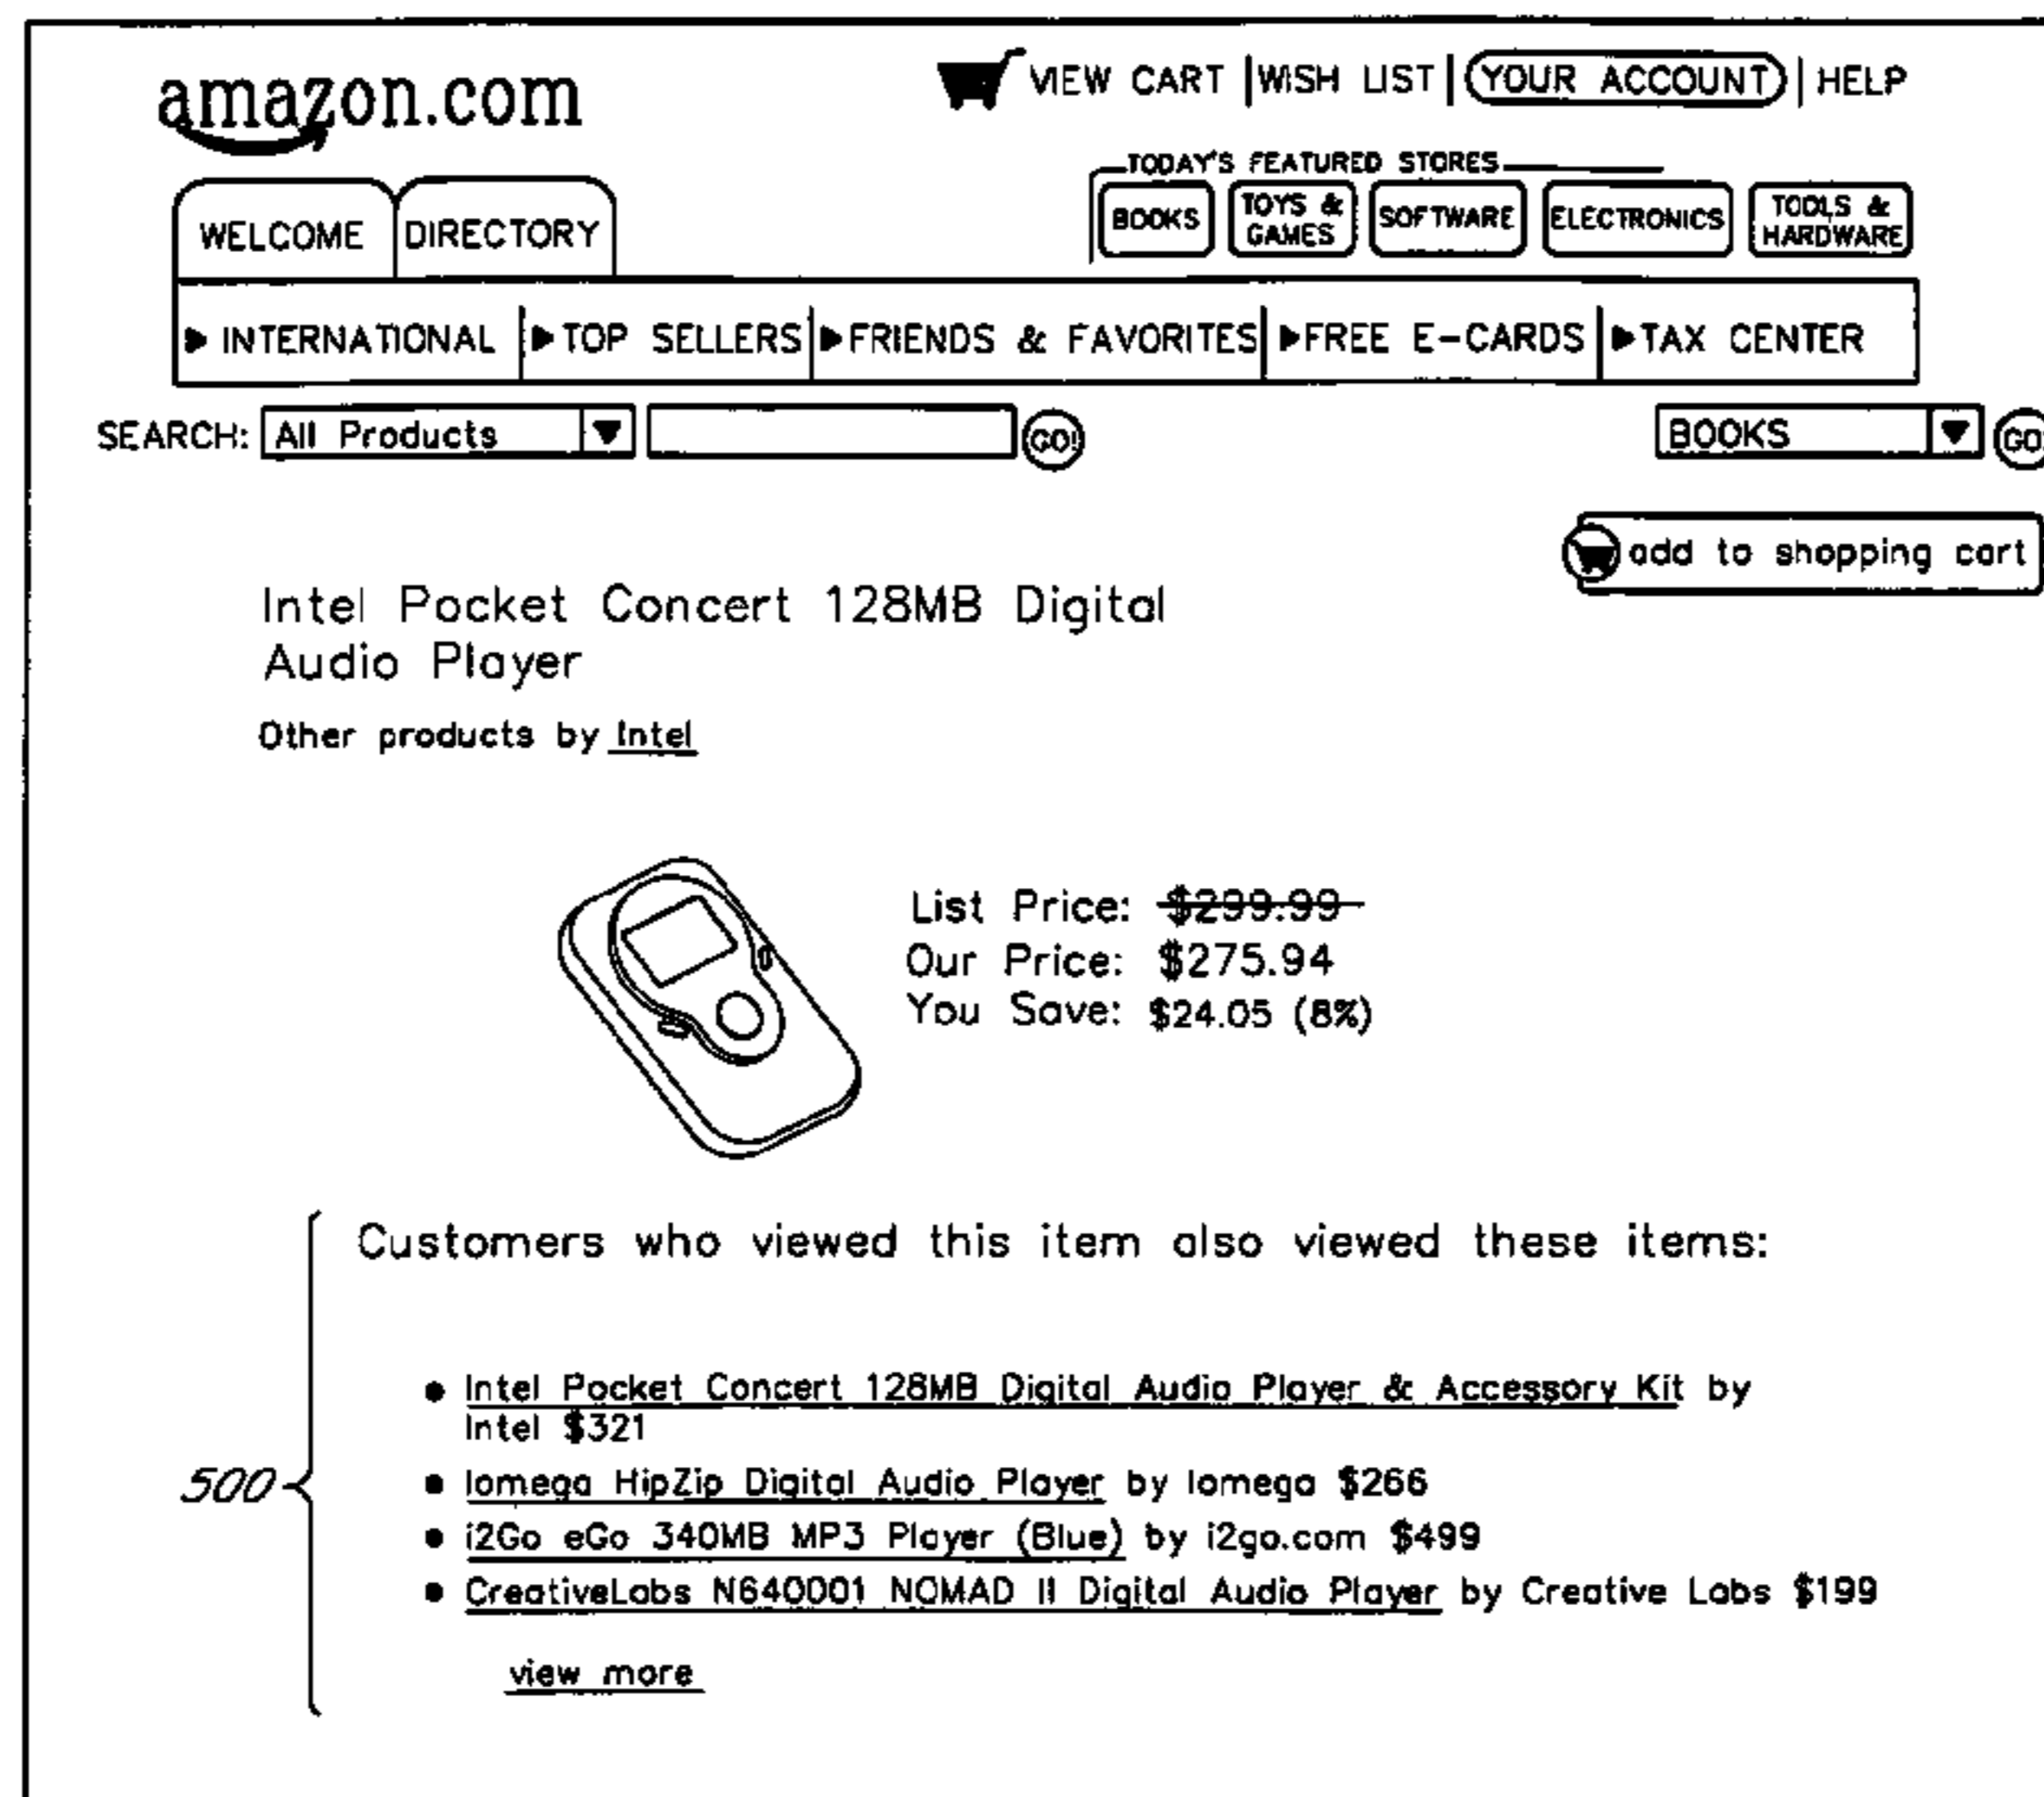 amazon.com
VIEW CART | WISH LIST | YOUR ACCOUNT | HELP
TODAY'S FEATURED STORES
WELCOME DIRECTORY
BOOKS TOYS & GAMES SOFTWARE ELECTRONICS TOOLS & HARDWARE
INTERNATIONAL TOP SELLERS FRIENDS & FAVORITES FREE E-CARDS TAX CENTER
SEARCH: All Products GO! BOOKS GO!
add to shopping cart
Intel Pocket Concert 128MB Digital
Audio Player
Other products by Intel
List Price: $299.99
Our Price: $275.94
You Save: $24.05 (8%)
Customers who viewed this item also viewed these items:
• Intel Pocket Concert 128MB Digital Audio Player & Accessory Kit by
Intel $321
500
• Iomega HipZip Digital Audio Player by Iomega $266
• i2Go eGo 340MB MP3 Player (Blue) by i2go.com $499
• CreativeLabs N640001 NOMAD II Digital Audio Player by Creative Labs $199
view more